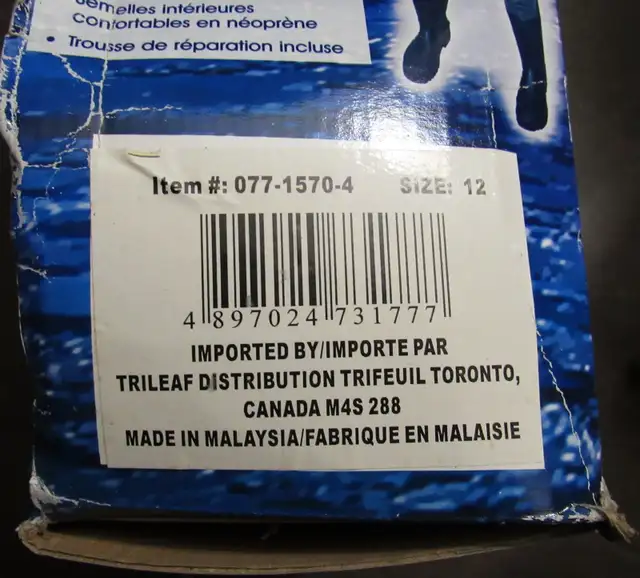 Semelles intérieures
confortables en néoprène
• Trousse de réparation incluse
Item #: 077-1570-4 SIZE: 12
4 897024 731777
IMPORTED BY/IMPORTE PAR
TRILEAF DISTRIBUTION TRIFEUIL TORONTO,
CANADA M4S 288
MADE IN MALAYSIA/FABRIQUE EN MALAISIE